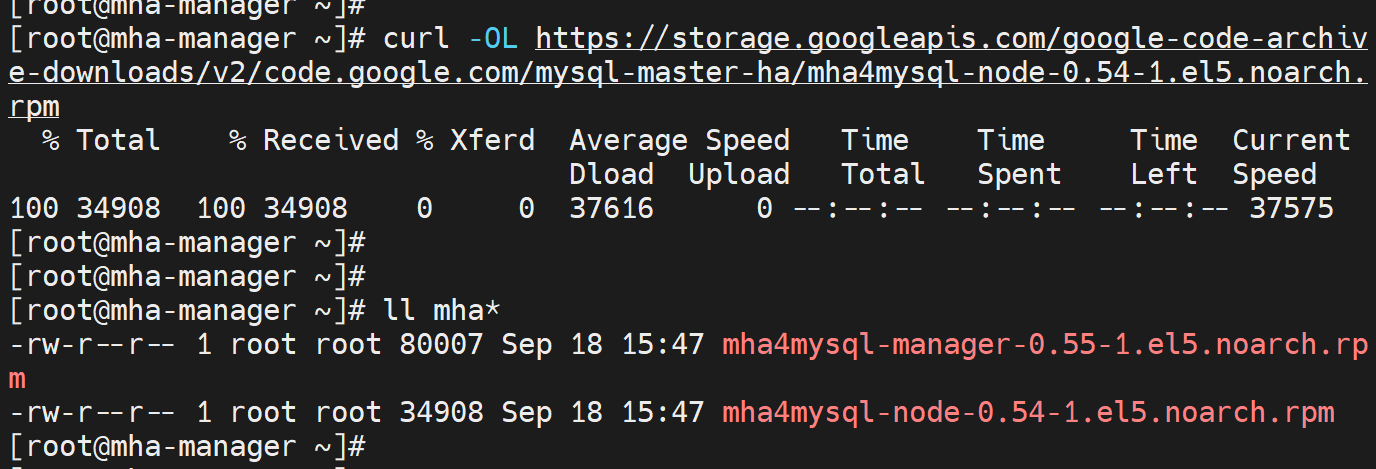 [root@mha-manager ~]#
[root@mha-manager ~]# curl -OL https://storage.googleapis.com/google-code-archiv
e-downloads/v2/code.google.com/mysql-master-ha/mha4mysql-node-0.54-1.el5.noarch.
rpm
  % Total    % Received % Xferd  Average Speed   Time    Time     Time  Current
                                 Dload  Upload   Total   Spent    Left  Speed
100 34908  100 34908    0     0  37616      0 --:--:-- --:--:-- --:--:-- 37575
[root@mha-manager ~]#
[root@mha-manager ~]#
[root@mha-manager ~]# ll mha*
-rw-r--r-- 1 root root 80007 Sep 18 15:47 mha4mysql-manager-0.55-1.el5.noarch.rp
m
-rw-r--r-- 1 root root 34908 Sep 18 15:47 mha4mysql-node-0.54-1.el5.noarch.rpm
[root@mha-manager ~]#